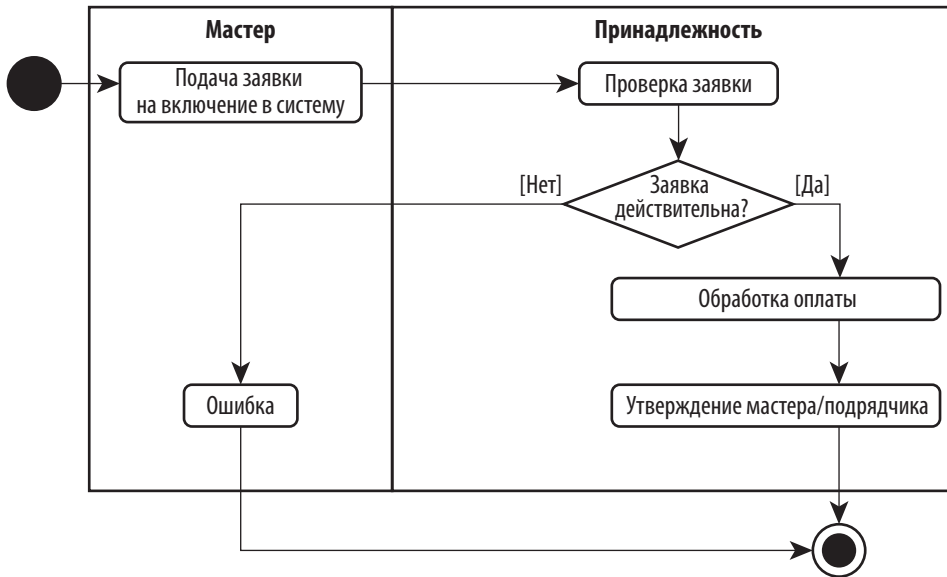 Мастер
Принадлежность
Подача заявки
на включение в систему
Проверка заявки
[Нет]
Заявка
действительна?
[Да]
Обработка оплаты
Ошибка
Утверждение мастера/подрядчика